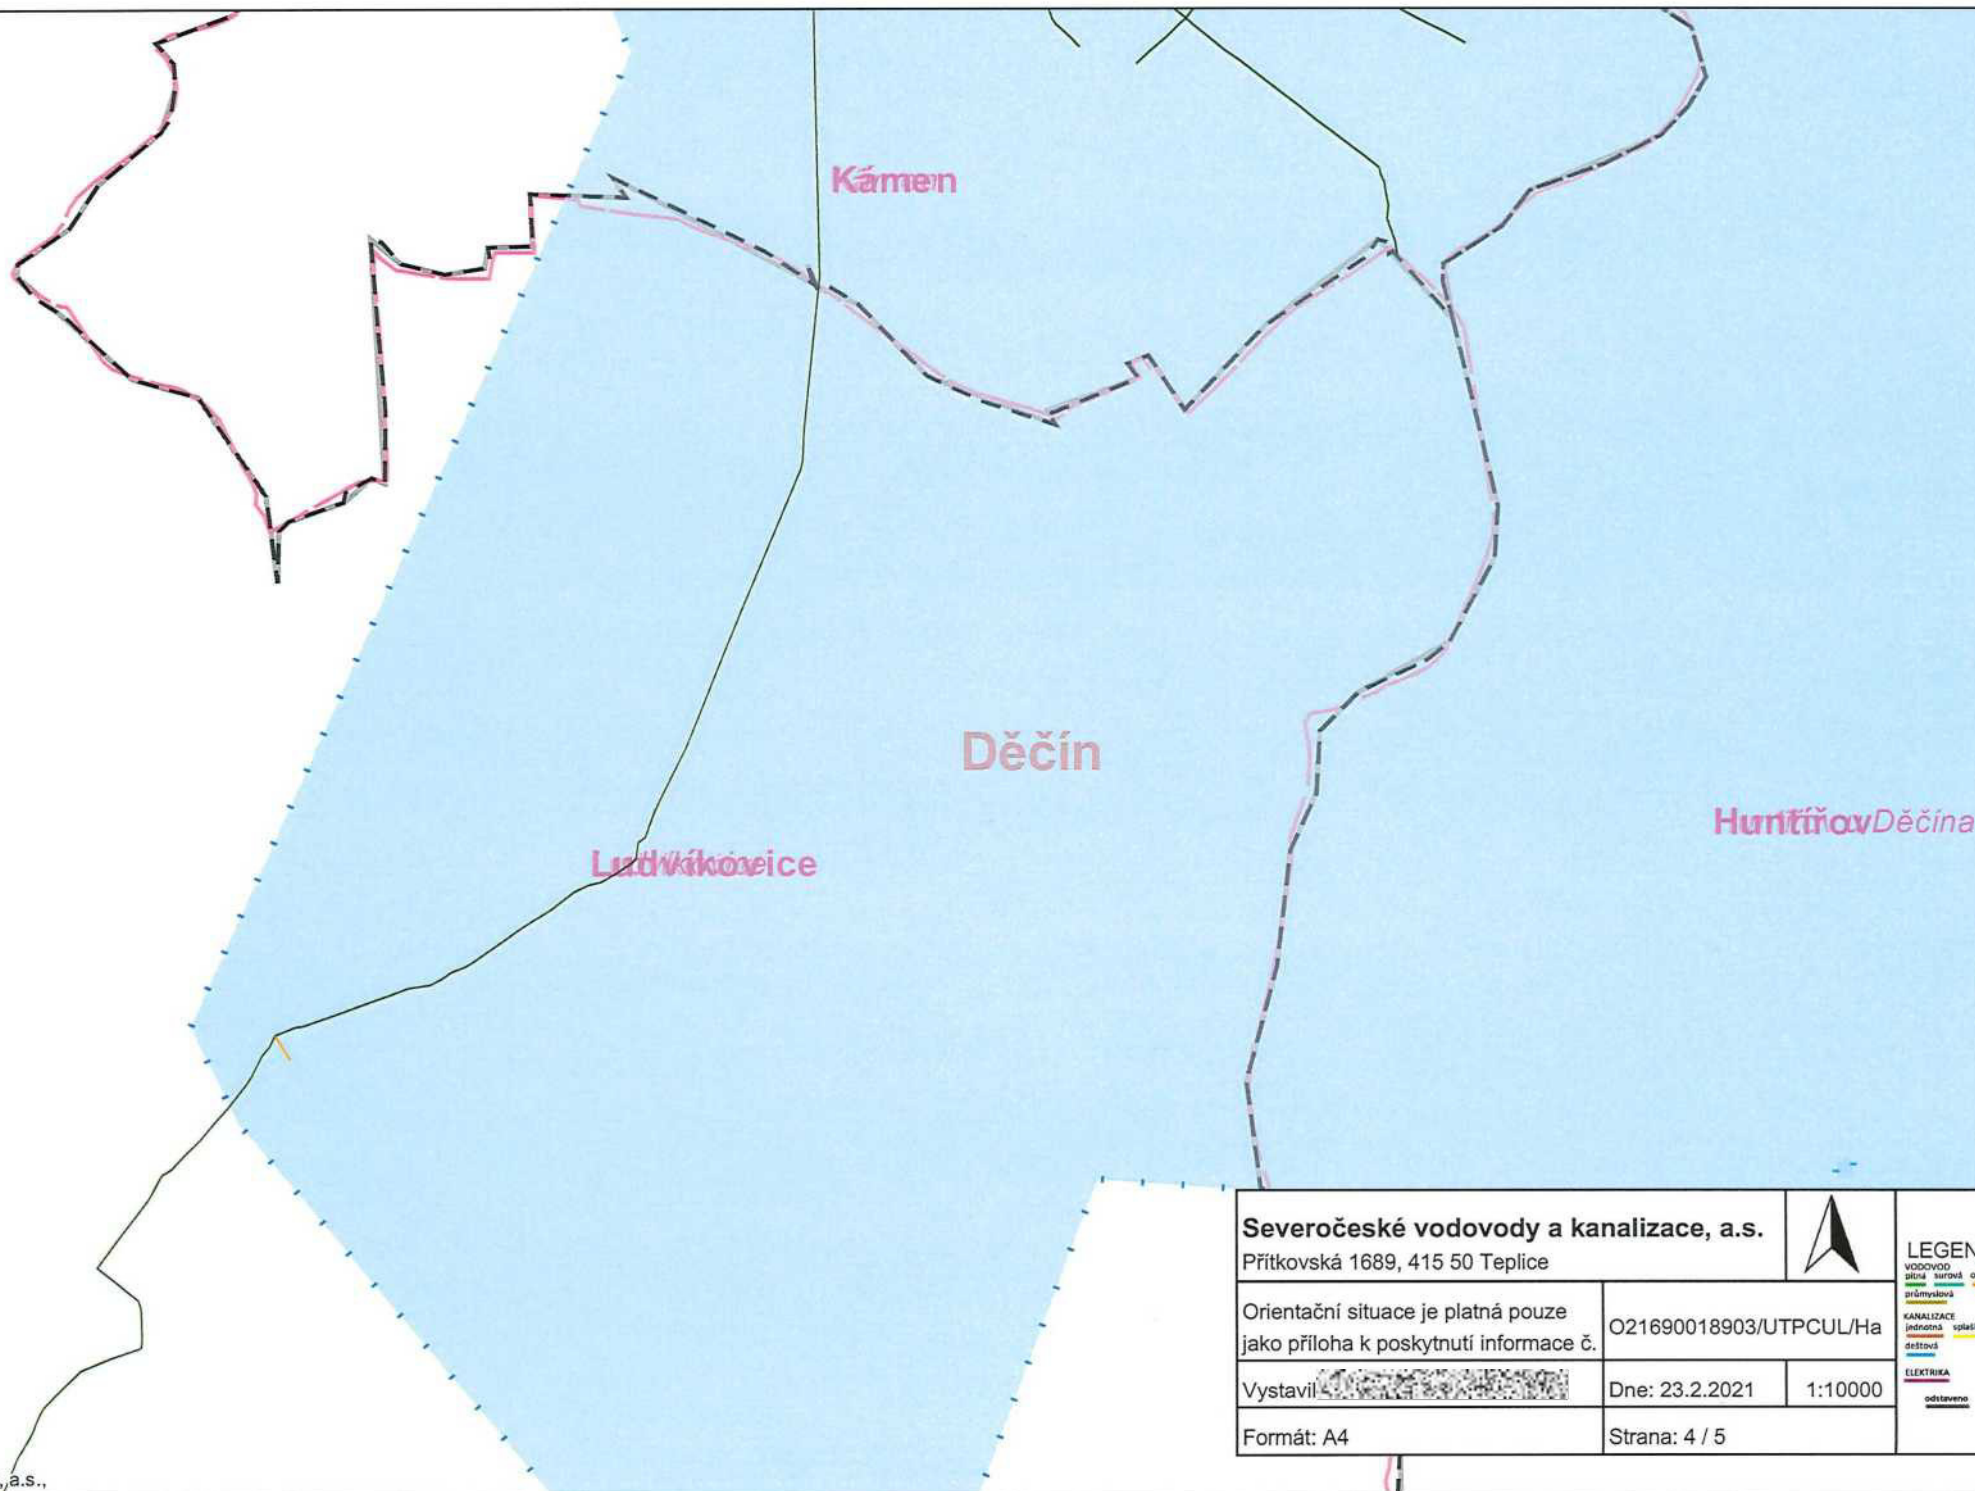 Kámen
Děčín
Huntířov Děčína
Ludvíkovice
Severočeské vodovody a kanalizace, a.s.
Přítkovská 1689, 415 50 Teplice
Orientační situace je platná pouze
jako příloha k poskytnutí informace č.
O21690018903/UTPCUL/Ha
Vystavil
Dne: 23.2.2021
1:10000
Formát: A4
Strana: 4 / 5
LEGEN
VODOVOD
pitná surová o
průmyslová
KANALIZACE
jednotná splaš
dešťová
ELEKTRIKA
odstaveno
a.s.,